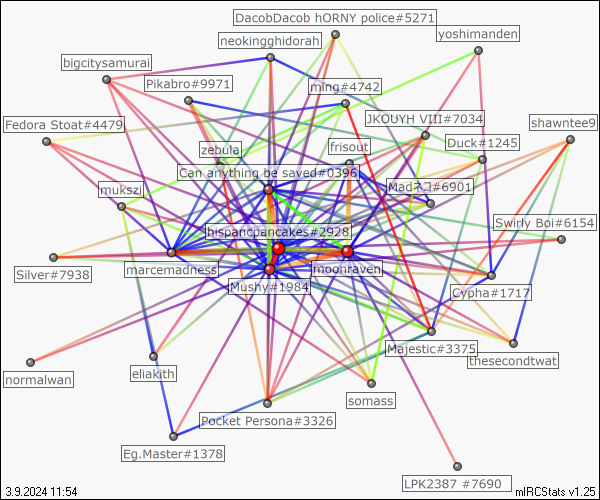 DacobDacob hORNY police#5271
neokingghidorah
yoshimanden
bigcitysamurai
Pikabro#9971
ming#4742
JKOUYH VIII#7034
shawntee9
Fedora Stoat#4479
zebula
frisout
Duck#1245
Can anything be saved#0396
mukszi
Madネコ#6901
Swirly Boi#6154
hispancpancakes#2928
Silver#7938
marcemadness
moonraven
Mushy#1984
Cypha#1717
Majestic#3375
thesecondtwat
normalwan
eliakith
somass
Pocket Persona#3326
Eg.Master#1378
LPK2387 #7690
3.9.2024 11:54
mIRCStats v1.25